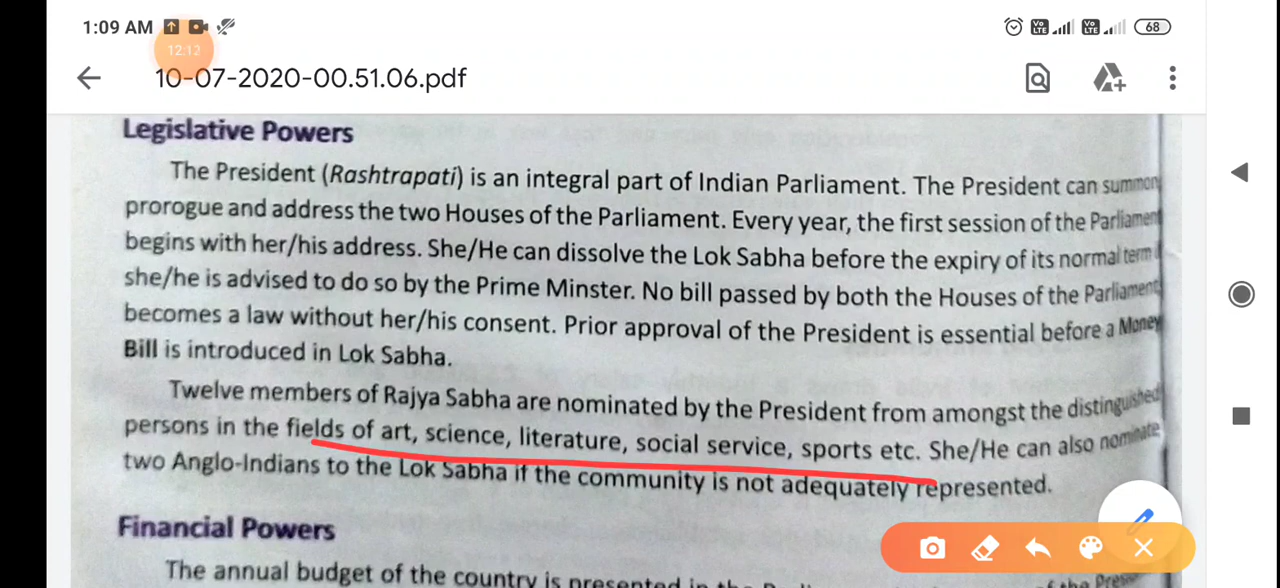 1:09 AM
68
12:12
10-07-2020-00.51.06.pdf
Legislative Powers
The President (Rashtrapati) is an integral part of Indian Parliament. The President can summon
prorogue and address the two Houses of the Parliament. Every year, the first session of the Parliament
begins with her/his address. She/He can dissolve the Lok Sabha before the expiry of its normal term
she/he is advised to do so by the Prime Minster. No bill passed by both the Houses of the Parliament
becomes a law without her/his consent. Prior approval of the President is essential before a Money
Bill is introduced in Lok Sabha.
Twelve members of Rajya Sabha are nominated by the President from amongst the distinguished
persons in the fields of art, science, literature, social service, sports etc. She/He can also nominate
two Anglo-Indians to the Lok Sabha if the community is not adequately represented.
Financial Powers
The annual budget of the country is presented in the